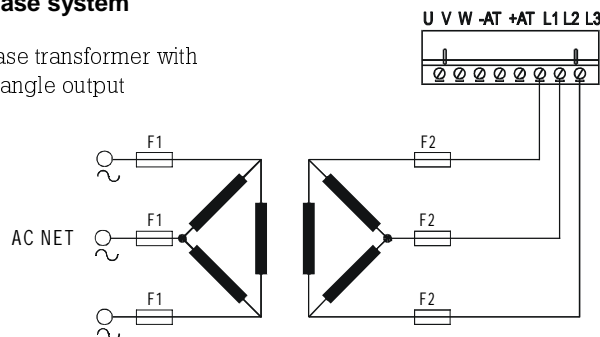 ase system
ase transformer with
angle output
U V W -AT +AT L1 L2 L3
F1 F2
F1 F2
AC NET
F1 F2